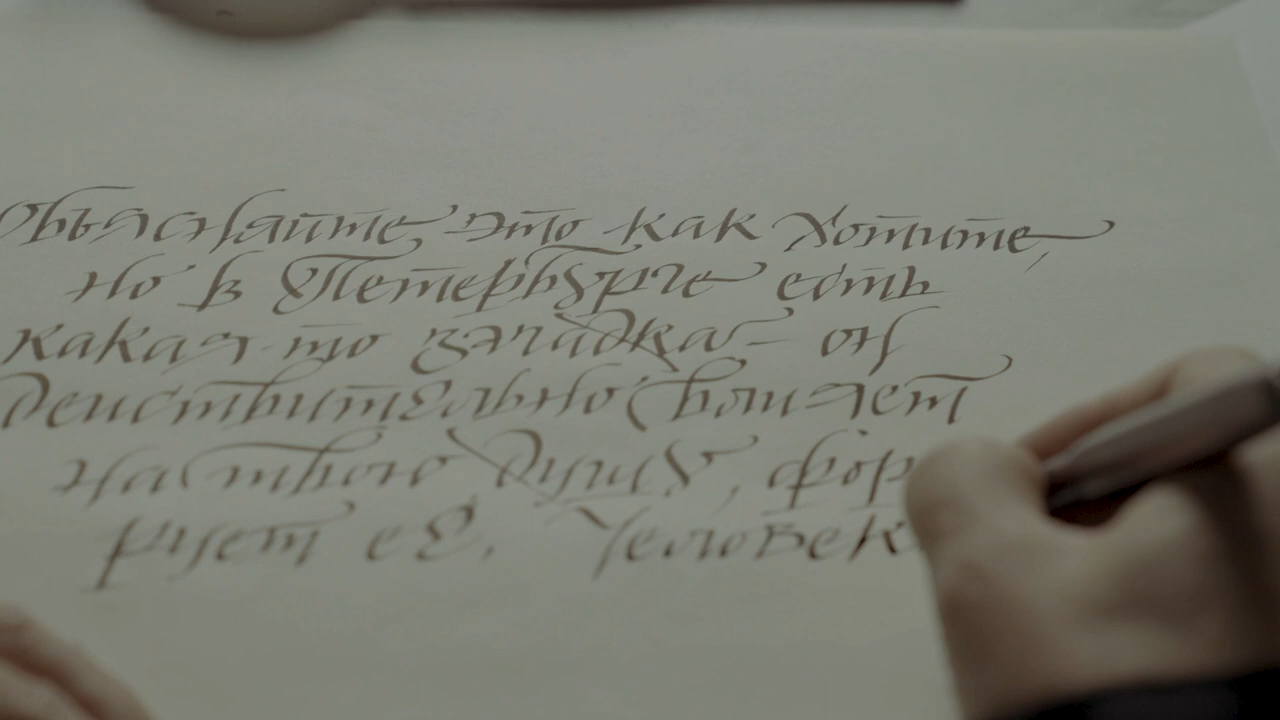 Объясняйте это как хотите,
но в Петербурге есть
какая-то загадка – он
действительно влияет
на твою душу, фор
рует её. Человек